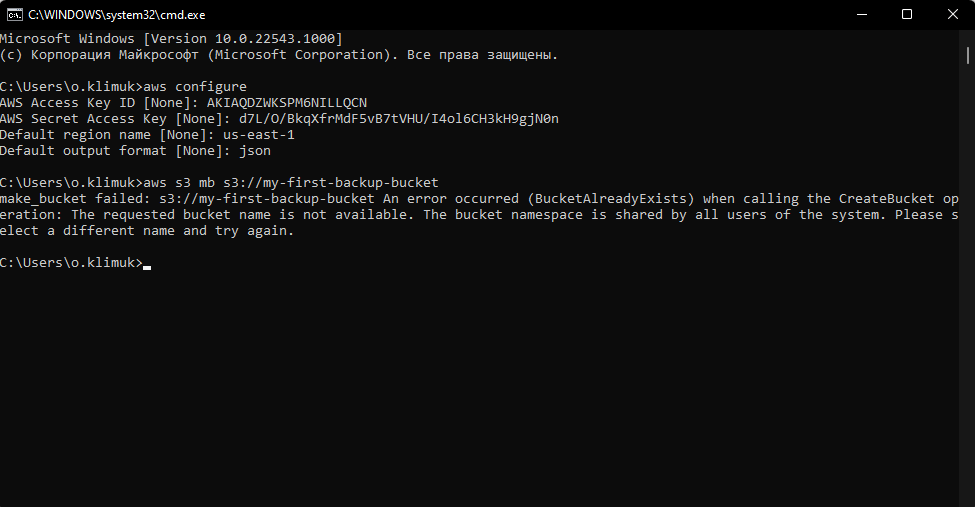 C:\WINDOWS\system32\cmd.exe
Microsoft Windows [Version 10.0.22543.1000]
(c) Корпорация Майкрософт (Microsoft Corporation). Все права защищены.
C:\Users\o.klimuk>aws configure
AWS Access Key ID [None]: AKIAQDZWKSPM6NILLQCN
AWS Secret Access Key [None]: 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
Default region name [None]: us-east-1
Default output format [None]: json
C:\Users\o.klimuk>aws s3 mb s3://my-first-backup-bucket
make_bucket failed: s3://my-first-backup-bucket An error occurred (BucketAlreadyExists) when calling the CreateBucket op
eration: The requested bucket name is not available. The bucket namespace is shared by all users of the system. Please s
elect a different name and try again.
C:\Users\o.klimuk>